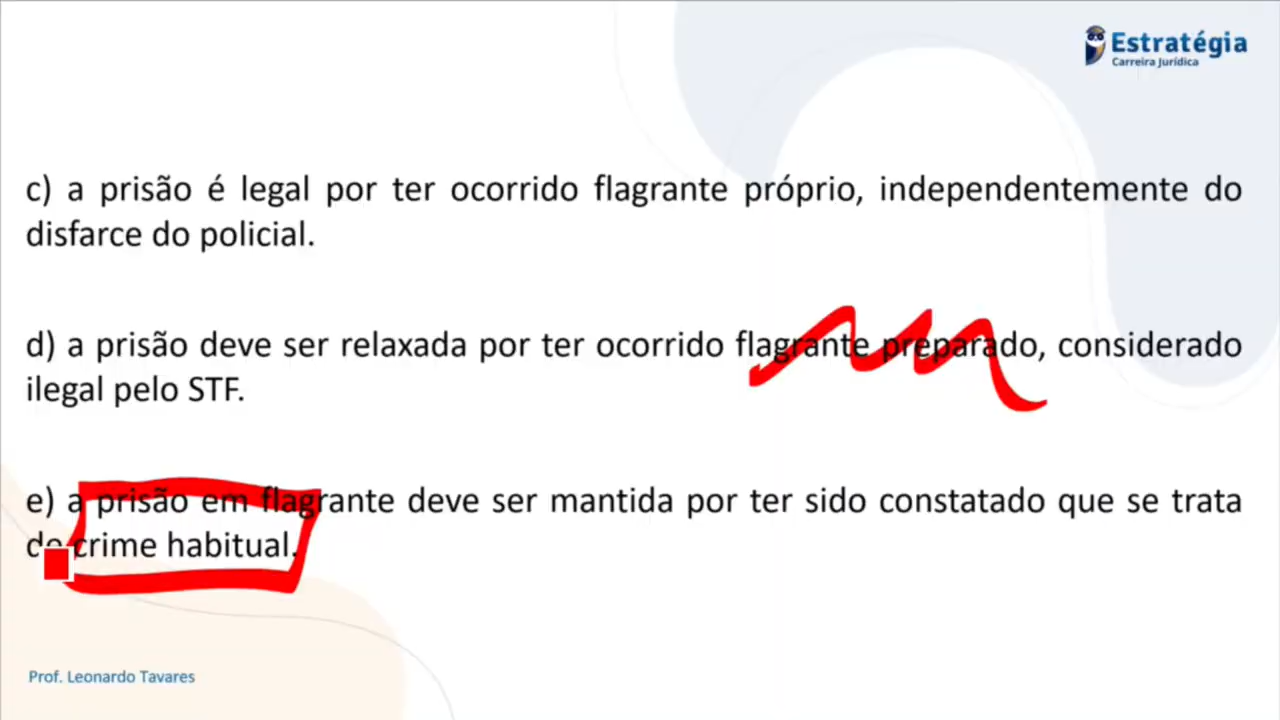 Estratégia
Carreira Jurídica
c) a prisão é legal por ter ocorrido flagrante próprio, independentemente do
disfarce do policial.
d) a prisão deve ser relaxada por ter ocorrido flagrante preparado, considerado
ilegal pelo STF.
e) a prisão em flagrante deve ser mantida por ter sido constatado que se trata
de crime habitual.
Prof. Leonardo Tavares